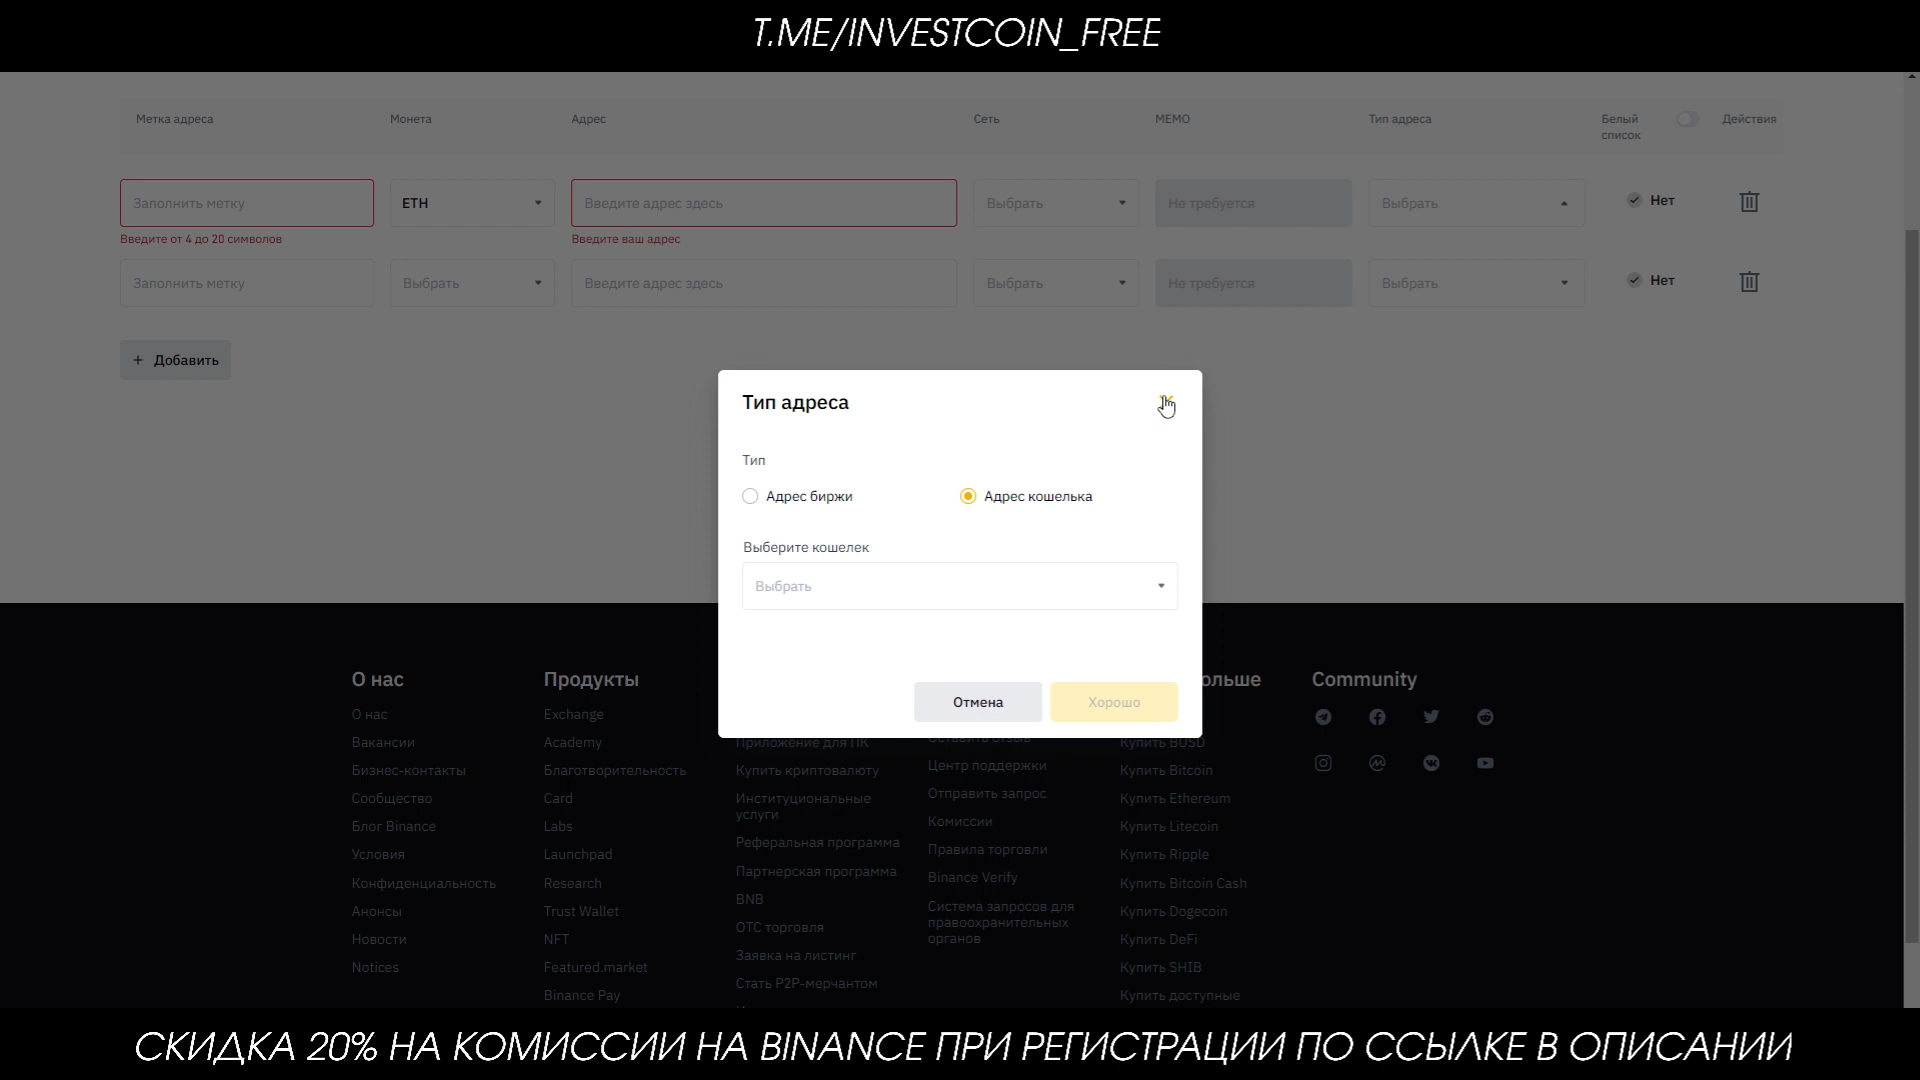 T.ME/INVESTCOIN_FREE
Метка адреса
Монета
Адрес
Сеть
MEMO
Тип адреса
Белый
список
Действия
Заполнить метку
ETH
Введите адрес здесь
Выбрать
Не требуется
Выбрать
Нет
Введите от 4 до 20 символов
Введите ваш адрес
Заполнить метку
Выбрать
Введите адрес здесь
Выбрать
Не требуется
Выбрать
Нет
+ Добавить
Тип адреса
Тип
Адрес биржи
Адрес кошелька
Выберите кошелек
Выбрать
Отмена
Хорошо
О нас
О нас
Вакансии
Бизнес-контакты
Сообщество
Блог Binance
Условия
Конфиденциальность
Анонсы
Новости
Notices
Продукты
Exchange
Academy
Благотворительность
Card
Labs
Launchpad
Research
Trust Wallet
NFT
Featured.market
Binance Pay
Приложение для ПК
Купить криптовалюту
Институциональные
услуги
Реферальная программа
Партнерская программа
BNB
OTC торговля
Заявка на листинг
Стать P2P-мерчантом
Оставить отзыв
Центр поддержки
Отправить запрос
Комиссии
Правила торговли
Binance Verify
Система запросов для
правоохранительных
органов
ольше
Купить BUSD
Купить Bitcoin
Купить Ethereum
Купить Litecoin
Купить Ripple
Купить Bitcoin Cash
Купить Dogecoin
Купить DeFi
Купить SHIB
Купить доступные
Community
СКИДКА 20% НА КОМИССИИ НА BINANCE ПРИ РЕГИСТРАЦИИ ПО ССЫЛКЕ В ОПИСАНИИ